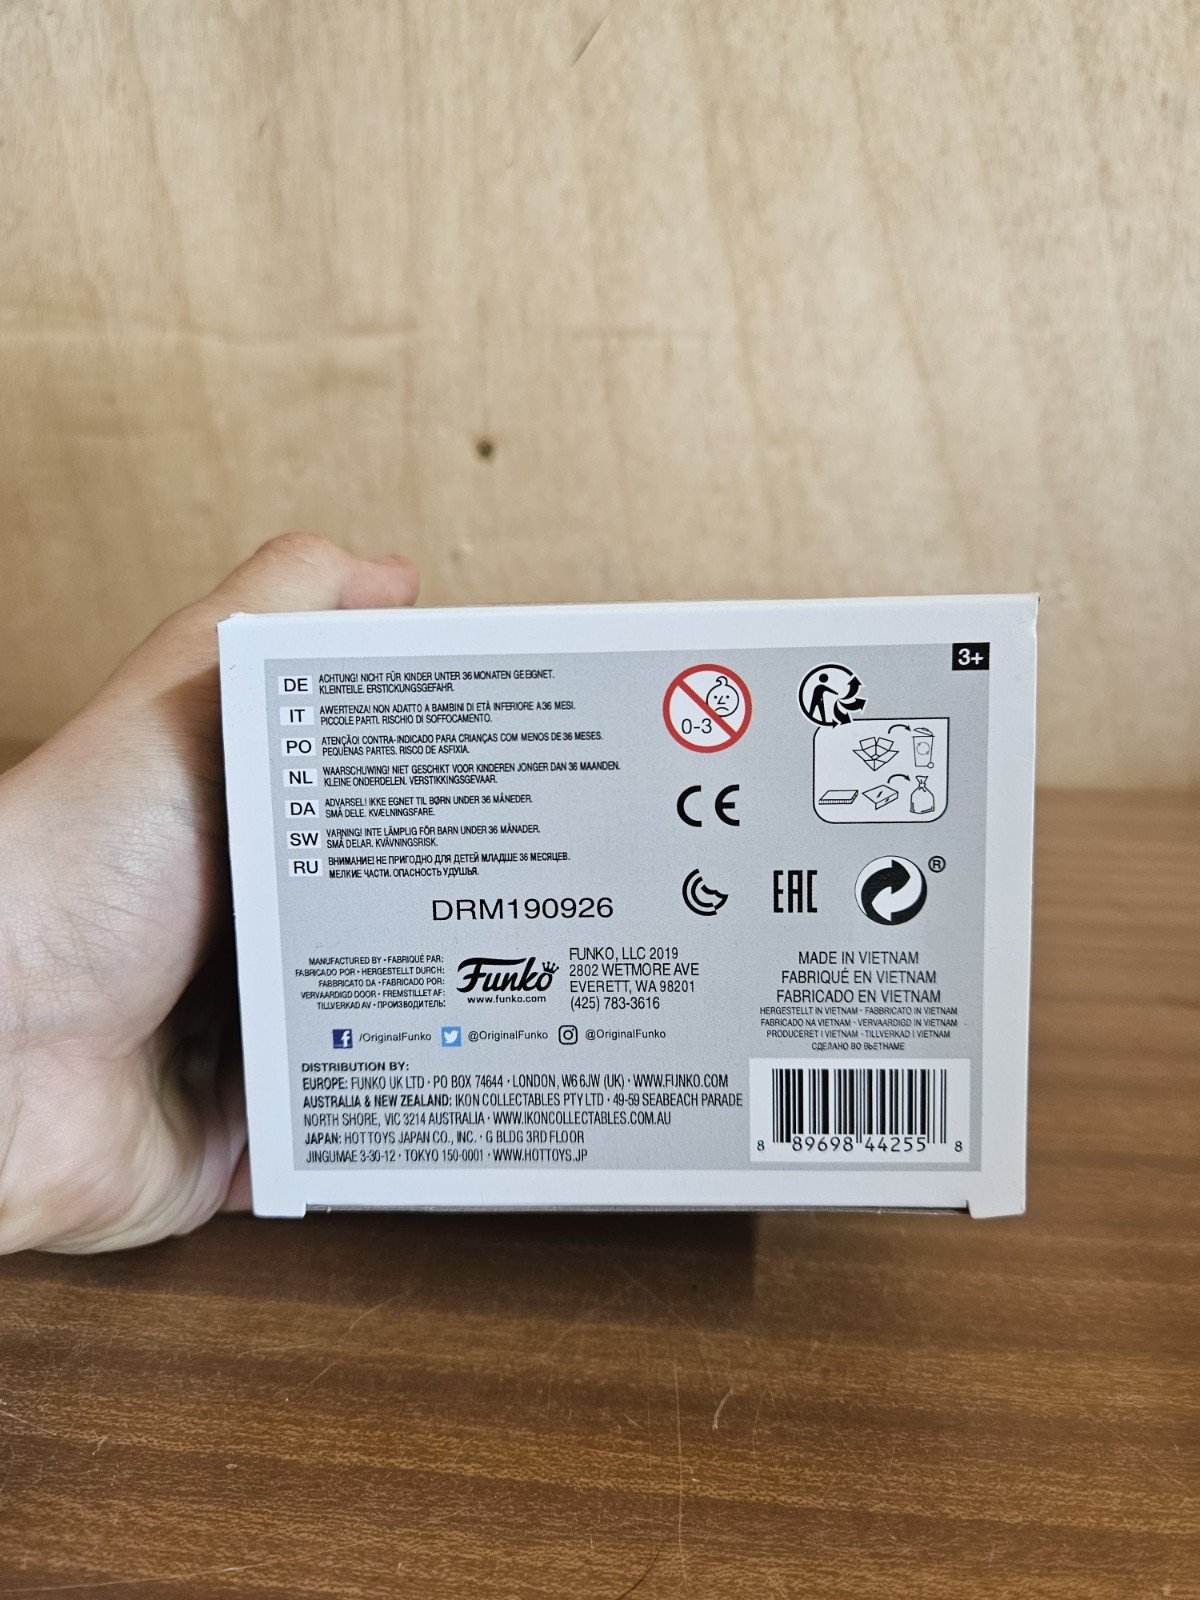 3+
DE ACHTUNG! NICHT FÜR KINDER UNTER 36 MONATEN GEEIGNET.
KLEINTEILE. ERSTICKUNGSGEFAHR.
IT AWERTENZA! NON ADATTO A BAMBINI DI ETÀ INFERIORE A 36 MESI.
PICCOLE PARTI. RISCHIO DI SOFFOCAMENTO.
PO ATENÇÃO! CONTRA-INDICADO PARA CRIANÇAS COM MENOS DE 36 MESES.
PEQUENAS PARTES. RISCO DE ASFIXIA.
NL WAARSCHUWING! NIET GESCHIKT VOOR KINDEREN JONGER DAN 36 MAANDEN.
KLEINE ONDERDELEN. VERSTIKKINGSGEVAAR.
DA ADVARSEL! IKKE EGNET TIL BØRN UNDER 36 MÅNEDER.
SMÅ DELE. KVÆLNINGSFARE.
SW VARNING! INTE LÄMPLIG FÖR BARN UNDER 36 MÅNADER.
SMÅ DELAR. KVÄVNINGSRISK.
RU ВНИМАНИЕ! НЕ ПРИГОДНО ДЛЯ ДЕТЕЙ МЛАДШЕ 36 МЕСЯЦЕВ.
МЕЛКИЕ ЧАСТИ. ОПАСНОСТЬ УДУШЬЯ.
0-3
CE
EAC
®
DRM190926
MANUFACTURED BY • FABRIQUÉ PAR:
FABRICADO POR • HERGESTELLT DURCH:
FABBRICATO DA • FABRICADO POR:
VERVAARDIGD DOOR • FREMSTILLET AF:
TILLVERKAD AV • ПРОИЗВОДИТЕЛЬ:
Funko
www.funko.com
FUNKO, LLC 2019
2802 WETMORE AVE
EVERETT, WA 98201
(425) 783-3616
MADE IN VIETNAM
FABRIQUÉ EN VIETNAM
FABRICADO EN VIETNAM
HERGESTELLT IN VIETNAM • FABBRICATO IN VIETNAM
FABRICADO NA VIETNAM • VERVAARDIGD IN VIETNAM
PRODUCERET I VIETNAM • TILLVERKAD I VIETNAM
СДЕЛАНО ВО ВЬЕТНАМЕ
/OriginalFunko @OriginalFunko @OriginalFunko
DISTRIBUTION BY:
EUROPE: FUNKO UK LTD • PO BOX 74644 • LONDON, W6 6JW (UK) • WWW.FUNKO.COM
AUSTRALIA & NEW ZEALAND: IKON COLLECTABLES PTY LTD • 49-59 SEABEACH PARADE
NORTH SHORE, VIC 3214 AUSTRALIA • WWW.IKONCOLLECTABLES.COM.AU
JAPAN: HOT TOYS JAPAN CO., INC. • G BLDG 3RD FLOOR
JINGUMAE 3-30-12 • TOKYO 150-0001 • WWW.HOTTOYS.JP
8 89698 44255 8